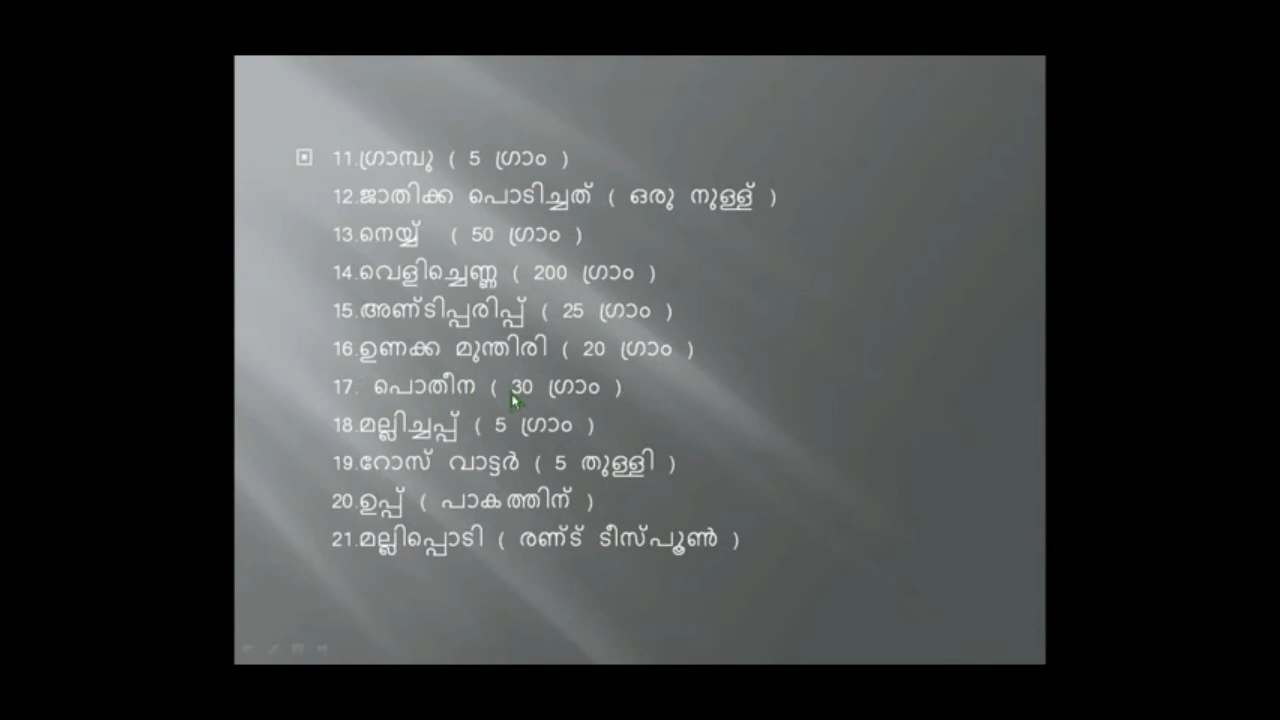 11.ഗ്രാമ്പു ( 5 ഗ്രാം )
12.ജാതിക്ക പൊടിച്ചത് ( ഒരു നുള്ള് )
13.നെയ്യ് ( 50 ഗ്രാം )
14.വെളിച്ചെണ്ണ ( 200 ഗ്രാം )
15.അണ്ടിപ്പരിപ്പ് ( 25 ഗ്രാം )
16.ഉണക്ക മുന്തിരി ( 20 ഗ്രാം )
17. പൊതീന ( 30 ഗ്രാം )
18.മല്ലിച്ചപ്പ് ( 5 ഗ്രാം )
19.റോസ് വാട്ടർ ( 5 തുള്ളി )
20.ഉപ്പ് ( പാകത്തിന് )
21.മല്ലിപ്പൊടി ( രണ്ട് ടീസ്പൂൺ )